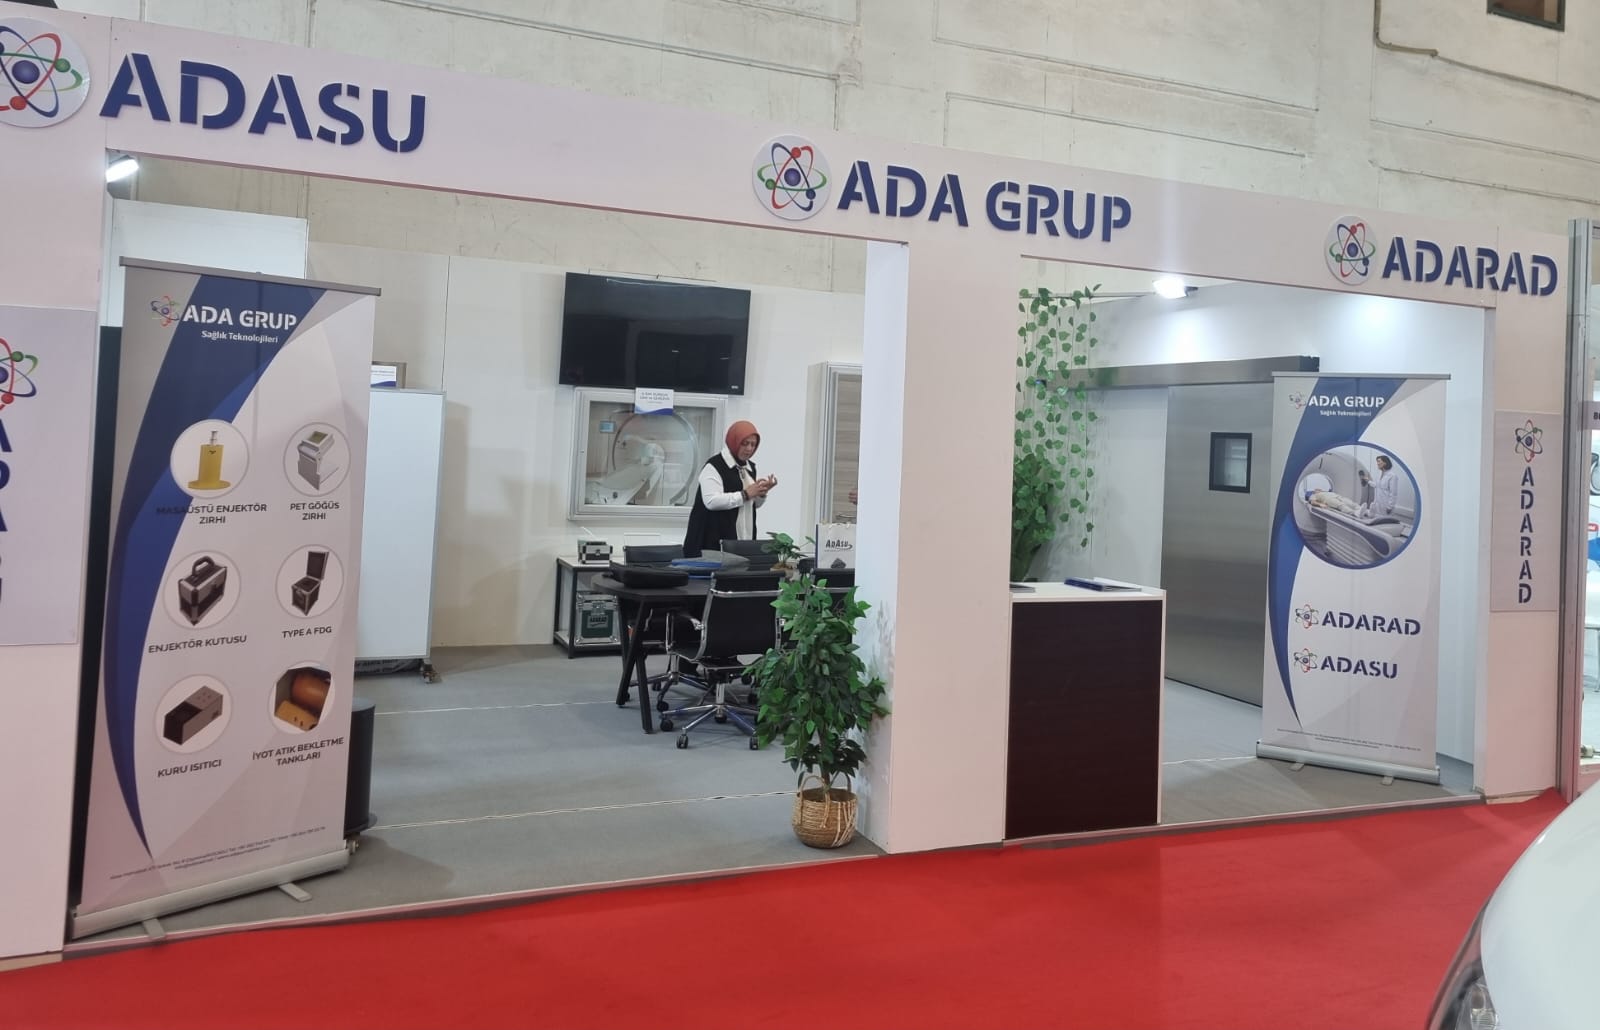 ADASU
ADA GRUP
ADARAD
ADA GRUP
Sağlık Teknolojileri
MASAÜSTÜ ENJEKTÖR
ZIRHI
PET GÖĞÜS
ZIRHI
ENJEKTÖR KUTUSU
TYPE A FDG
KURU ISITICI
İYOT ATIK BEKLETME
TANKLARI
ADASU
ADARAD
ADA GRUP
Sağlık Teknolojileri
ADARAD
ADASU
ADARAD